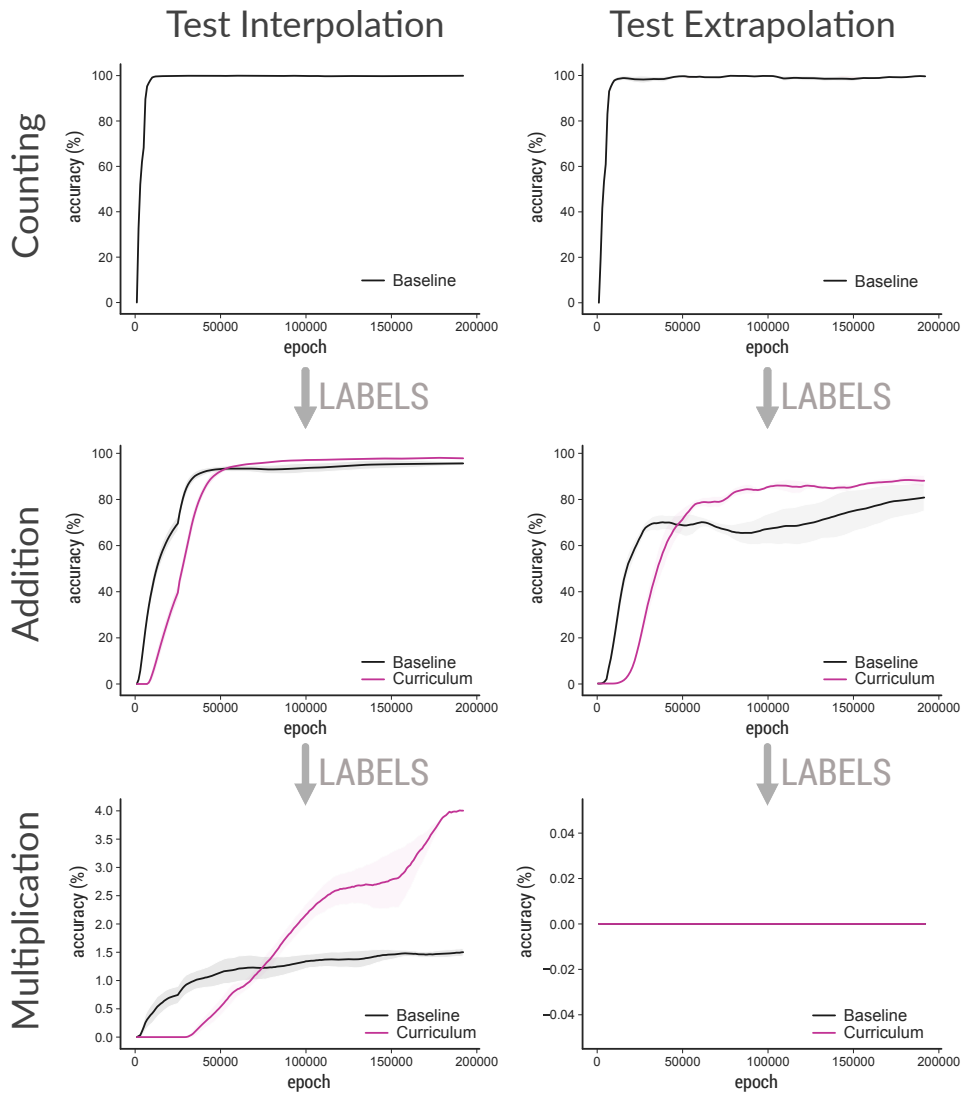 Test Interpolation
Test Extrapolation
Counting
accuracy (%)
100
80
60
40
20
0
Baseline
0 50000 100000 150000 200000
epoch
accuracy (%)
100
80
60
40
20
0
Baseline
0 50000 100000 150000 200000
epoch
LABELS
LABELS
Addition
accuracy (%)
100
80
60
40
20
0
Baseline
Curriculum
0 50000 100000 150000 200000
epoch
accuracy (%)
100
80
60
40
20
0
Baseline
Curriculum
0 50000 100000 150000 200000
epoch
LABELS
LABELS
Multiplication
accuracy (%)
4.0
3.5
3.0
2.5
2.0
1.5
1.0
0.5
0.0
Baseline
Curriculum
0 50000 100000 150000 200000
epoch
accuracy (%)
0.04
0.02
0.00
−0.02
−0.04
Baseline
Curriculum
0 50000 100000 150000 200000
epoch